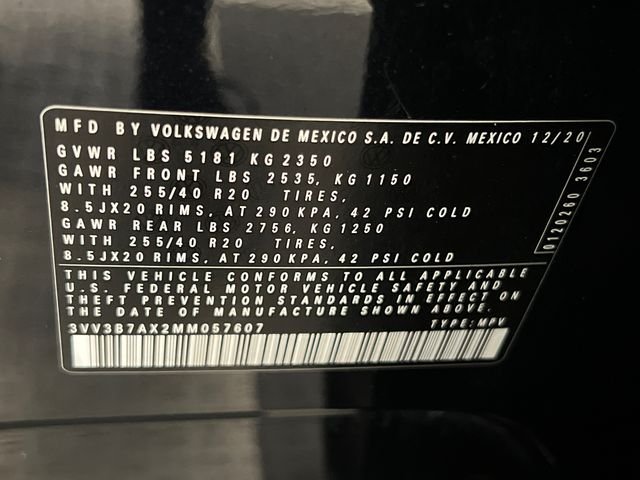 MFD BY VOLKSWAGEN DE MEXICO S.A. DE C.V. MEXICO 12/20
GVWR LBS 5181 KG 2350
GAWR FRONT LBS 2535, KG 1150
WITH 255/40 R20 TIRES,
8.5JX20 RIMS, AT 290 KPA, 42 PSI COLD
GAWR REAR LBS 2756, KG 1250
WITH 255/40 R20 TIRES,
8.5JX20 RIMS, AT 290 KPA, 42 PSI COLD
THIS VEHICLE CONFORMS TO ALL APPLICABLE
U.S. FEDERAL MOTOR VEHICLE SAFETY AND
THEFT PREVENTION STANDARDS IN EFFECT ON
THE DATE OF MANUFACTURE SHOWN ABOVE.
3VV3B7AX2MM057607 TYPE: MPV
0120260 3603